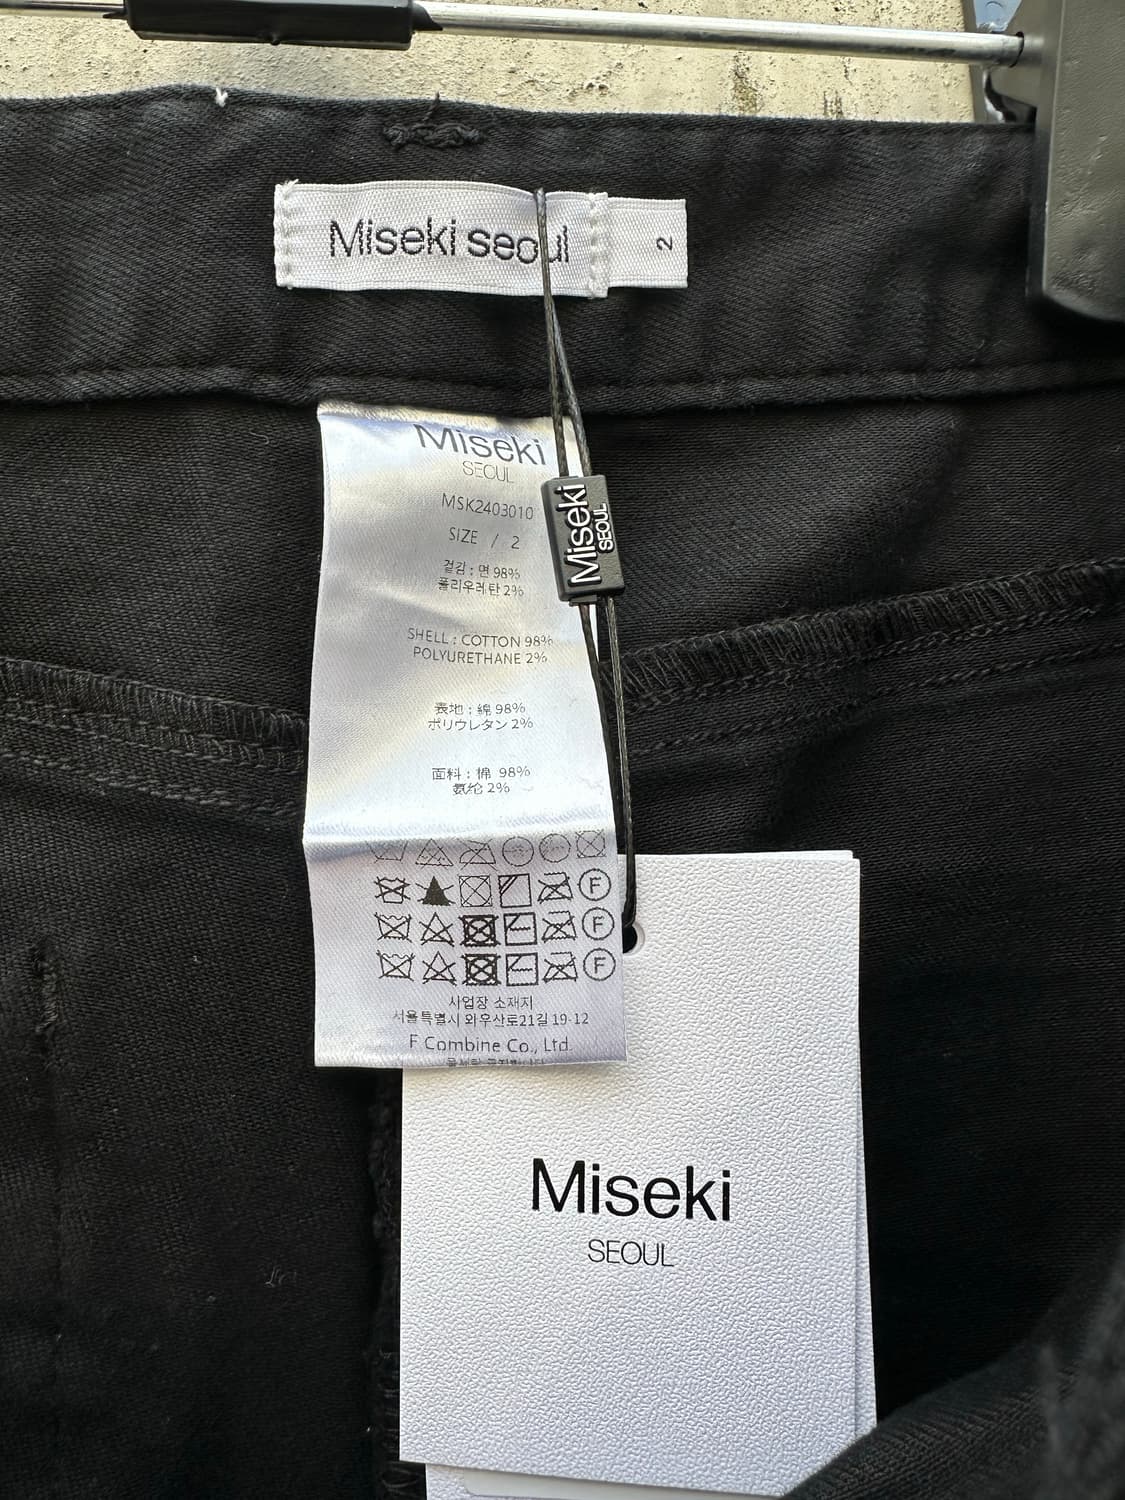 Miseki seoul
2
Miseki
SEOUL
MSK2403010
SIZE / 2
겉감 : 면 98%
폴리우레탄 2%
SHELL : COTTON 98%
POLYURETHANE 2%
表地 : 綿 98%
ポリウレタン 2%
面料 : 棉 98%
氨纶 2%
F
F
F
사업장 소재지
서울특별시 와우산로21길 19-12
F Combine Co., Ltd.
Miseki
SEOUL
Miseki
SEOUL